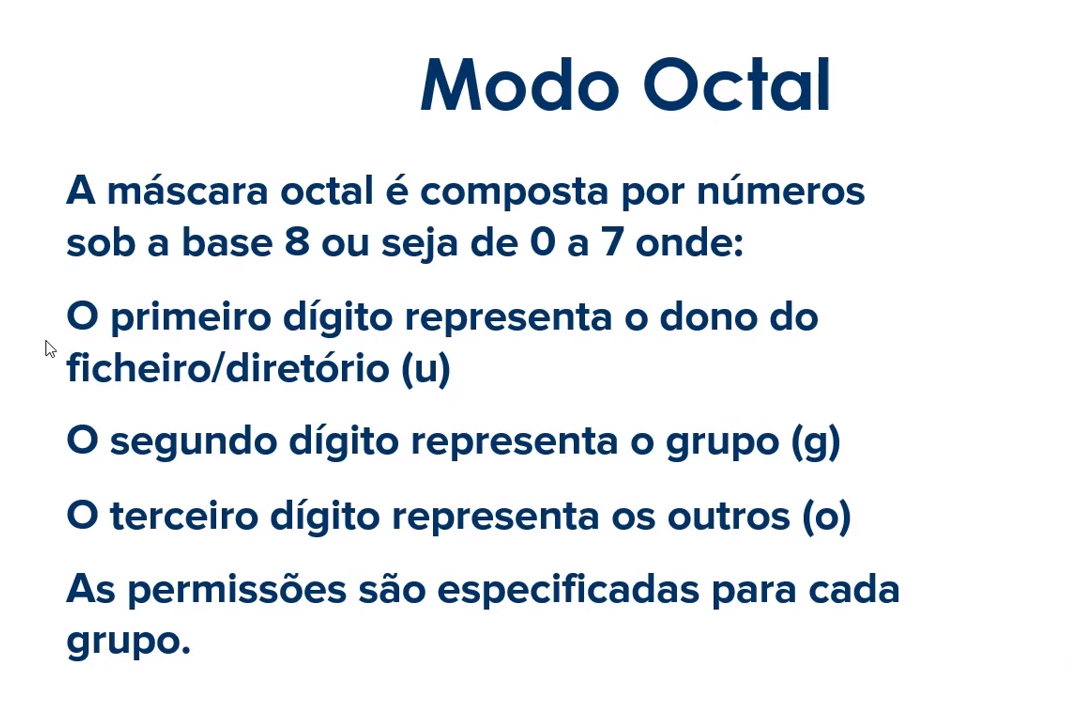 Modo Octal
A máscara octal é composta por números
sob a base 8 ou seja de 0 a 7 onde:
O primeiro dígito representa o dono do
ficheiro/diretório (u)
O segundo dígito representa o grupo (g)
O terceiro dígito representa os outros (o)
As permissões são especificadas para cada
grupo.